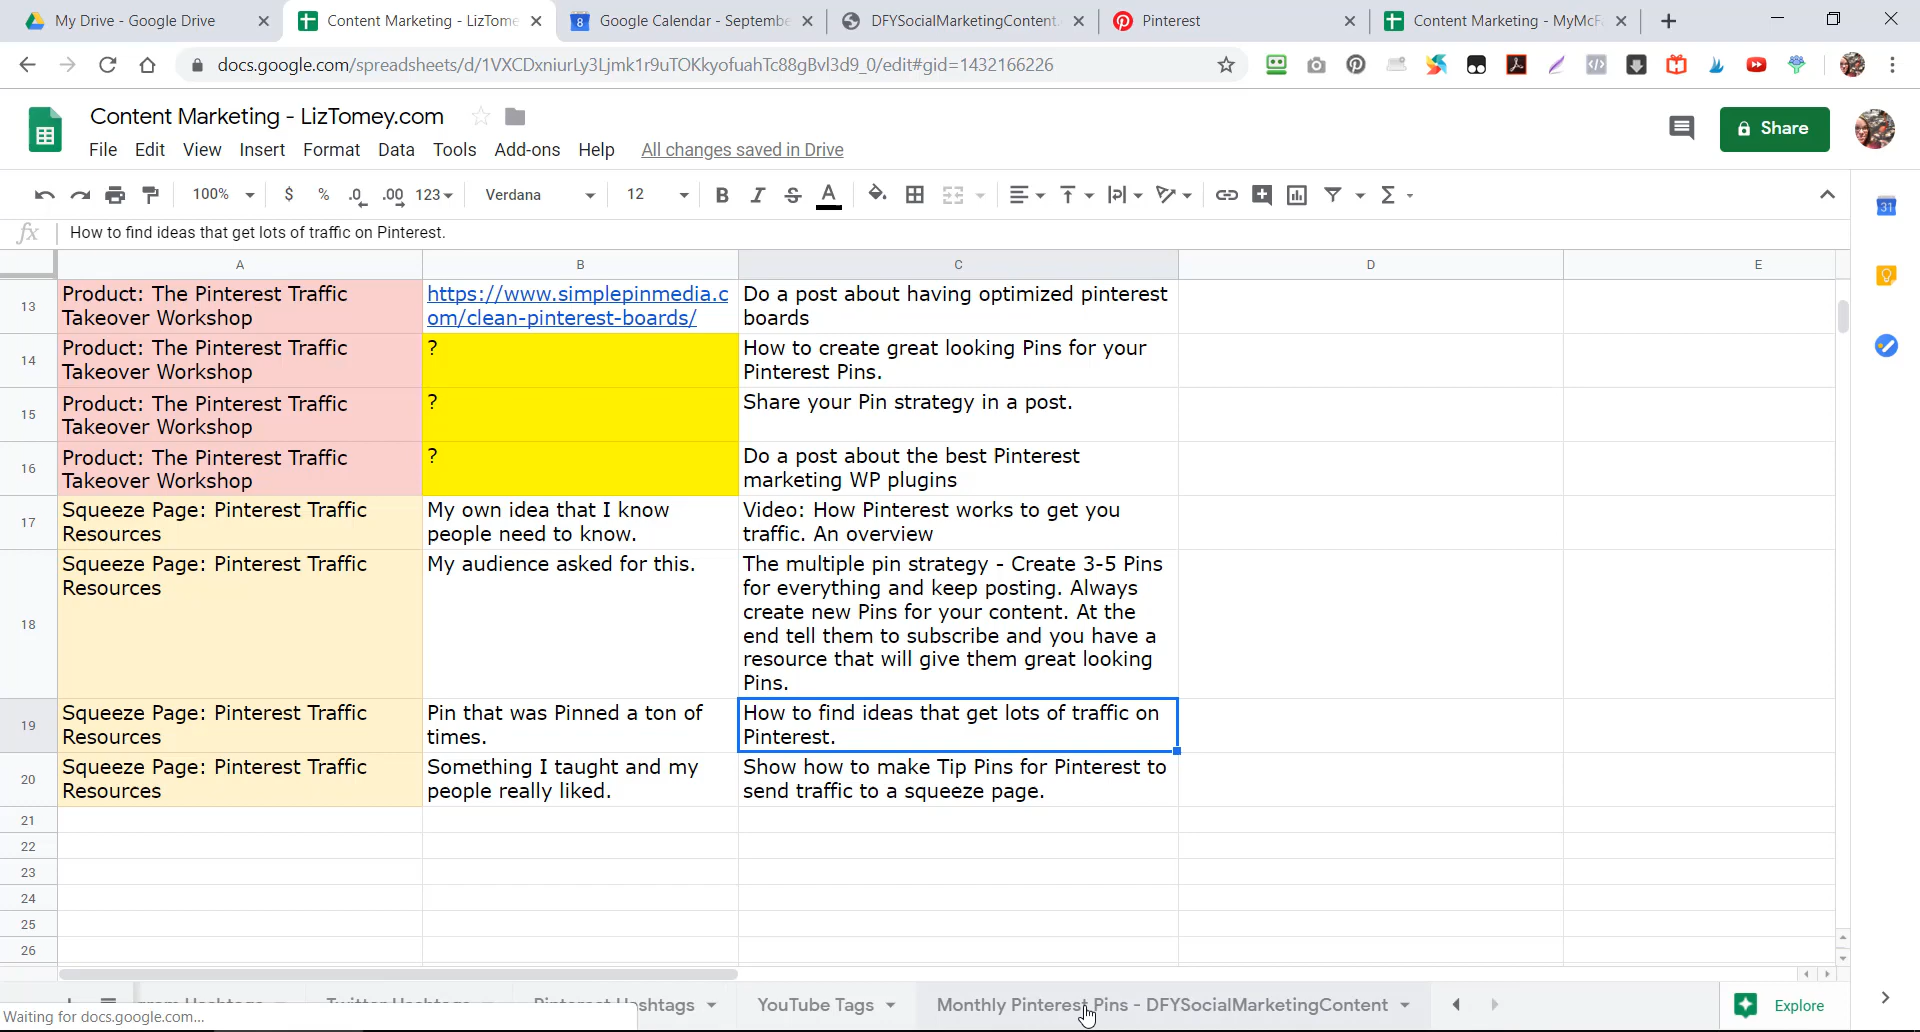 My Drive - Google Drive
Content Marketing - LizTome
Google Calendar - Septembe
DFYSocialMarketingContent.
Pinterest
Content Marketing - MyMcF
docs.google.com/spreadsheets/d/1VXCDxniurLy3Ljmk1r9uTOKkyofuahTc88gBvl3d9_0/edit#gid=1432166226
Content Marketing - LizTomey.com
Share
File Edit View Insert Format Data Tools Add-ons Help All changes saved in Drive
100% $ % .0 .00 123 Verdana 12 B I S A Σ
31
fx How to find ideas that get lots of traffic on Pinterest.
A B C D E
13
Product: The Pinterest Traffic
Takeover Workshop
https://www.simplepinmedia.c
om/clean-pinterest-boards/
Do a post about having optimized pinterest
boards
14
Product: The Pinterest Traffic
Takeover Workshop
?
How to create great looking Pins for your
Pinterest Pins.
15
Product: The Pinterest Traffic
Takeover Workshop
?
Share your Pin strategy in a post.
16
Product: The Pinterest Traffic
Takeover Workshop
?
Do a post about the best Pinterest
marketing WP plugins
17
Squeeze Page: Pinterest Traffic
Resources
My own idea that I know
people need to know.
Video: How Pinterest works to get you
traffic. An overview
18
Squeeze Page: Pinterest Traffic
Resources
My audience asked for this.
The multiple pin strategy - Create 3-5 Pins
for everything and keep posting. Always
create new Pins for your content. At the
end tell them to subscribe and you have a
resource that will give them great looking
Pins.
19
Squeeze Page: Pinterest Traffic
Resources
Pin that was Pinned a ton of
times.
How to find ideas that get lots of traffic on
Pinterest.
20
Squeeze Page: Pinterest Traffic
Resources
Something I taught and my
people really liked.
Show how to make Tip Pins for Pinterest to
send traffic to a squeeze page.
21
22
23
24
25
26
Twitter Hashtags
Pinterest Hashtags
YouTube Tags
Monthly Pinterest Pins - DFYSocialMarketingContent
Explore
Waiting for docs.google.com...